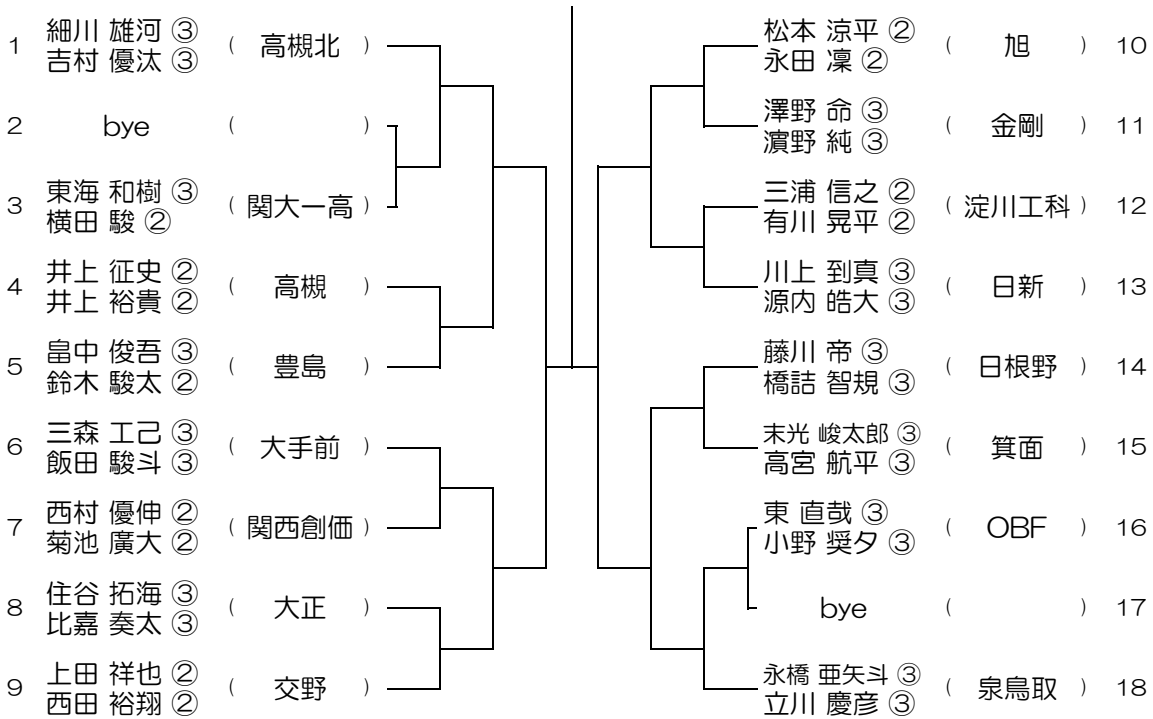 細川 雄河 ③
1 ( 高槻北 )
吉村 優汰 ③
2 bye ( )
東海 和樹 ③
3 ( 関大一高 )
横田 駿 ②
井上 征史 ②
4 ( 高槻 )
井上 裕貴 ②
畠中 俊吾 ③
5 ( 豊島 )
鈴木 駿太 ②
三森 工己 ③
6 ( 大手前 )
飯田 駿斗 ③
西村 優伸 ②
7 ( 関西創価 )
菊池 廣大 ②
住谷 拓海 ③
8 ( 大正 )
比嘉 奏太 ③
上田 祥也 ②
9 ( 交野 )
西田 裕翔 ②
松本 涼平 ②
( 旭 ) 10
永田 凜 ②
澤野 命 ③
( 金剛 ) 11
濵野 純 ③
三浦 信之 ②
( 淀川工科 ) 12
有川 晃平 ②
川上 到真 ③
( 日新 ) 13
源内 皓大 ③
藤川 帝 ③
( 日根野 ) 14
橋詰 智規 ③
末光 峻太郎 ③
( 箕面 ) 15
高宮 航平 ③
東 直哉 ③
( OBF ) 16
小野 奨夕 ③
bye ( ) 17
永橋 亜矢斗 ③
( 泉鳥取 ) 18
立川 慶彦 ③